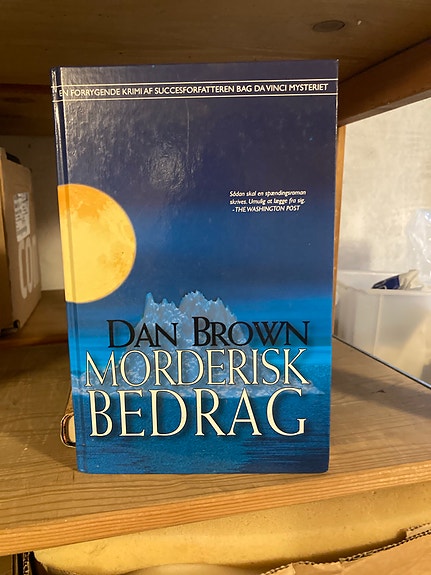 EN FORRYGENDE KRIMI AF SUCCESFORFATTEREN BAG DA VINCI MYSTERIET
Sådan skal en spændingsroman
skrives. Umulig at lægge fra sig.
- THE WASHINGTON POST
DAN BROWN
MORDERISK
BEDRAG